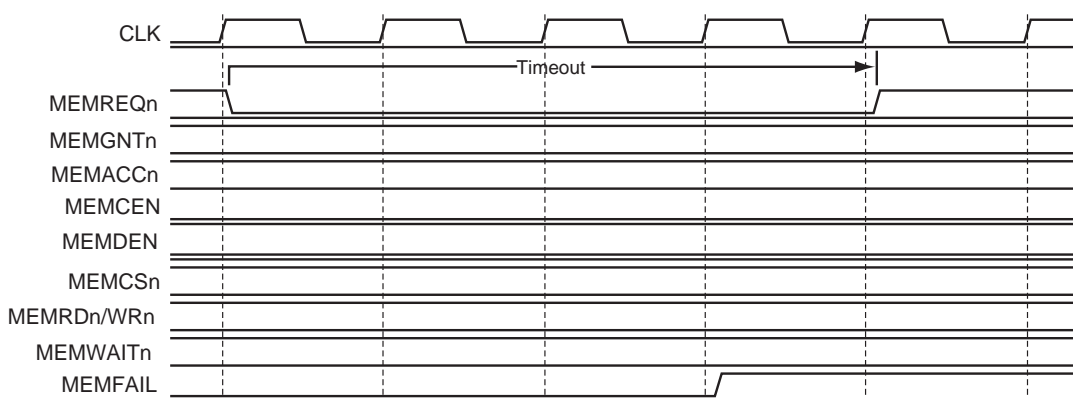 CLK
Timeout
MEMREQn
MEMGNTn
MEMACCn
MEMCEN
MEMDEN
MEMCSn
MEMRDn/WRn
MEMWAITn
MEMFAIL